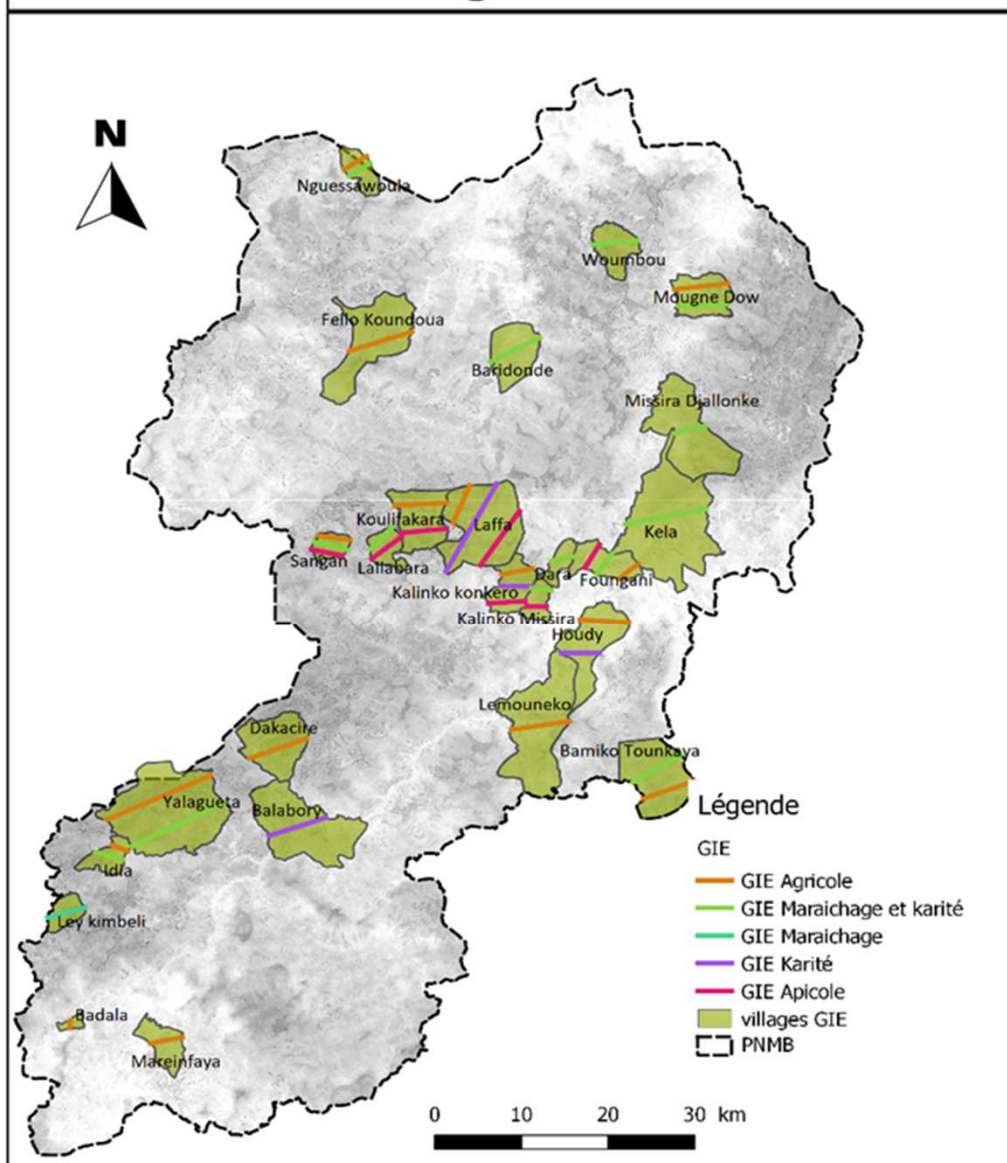 N
Nguessawoula
Woumbou
Mougne Dow
Fello Koundoua
Baridonde
Missira Djallonke
Koulifakara
Laffa
Kela
Sangan
Lallabara
Dara
Foungani
Kalinko konkero
Kalinko Missira
Houdy
Lemouneko
Dakacire
Bamiko Tounkaya
Yalagueta
Balabory
Idla
Ley kimbeli
Badala
Mareinfaya
Légende
GIE
GIE Agricole
GIE Maraichage et karité
GIE Maraichage
GIE Karité
GIE Apicole
villages GIE
PNMB
0 10 20 30 km